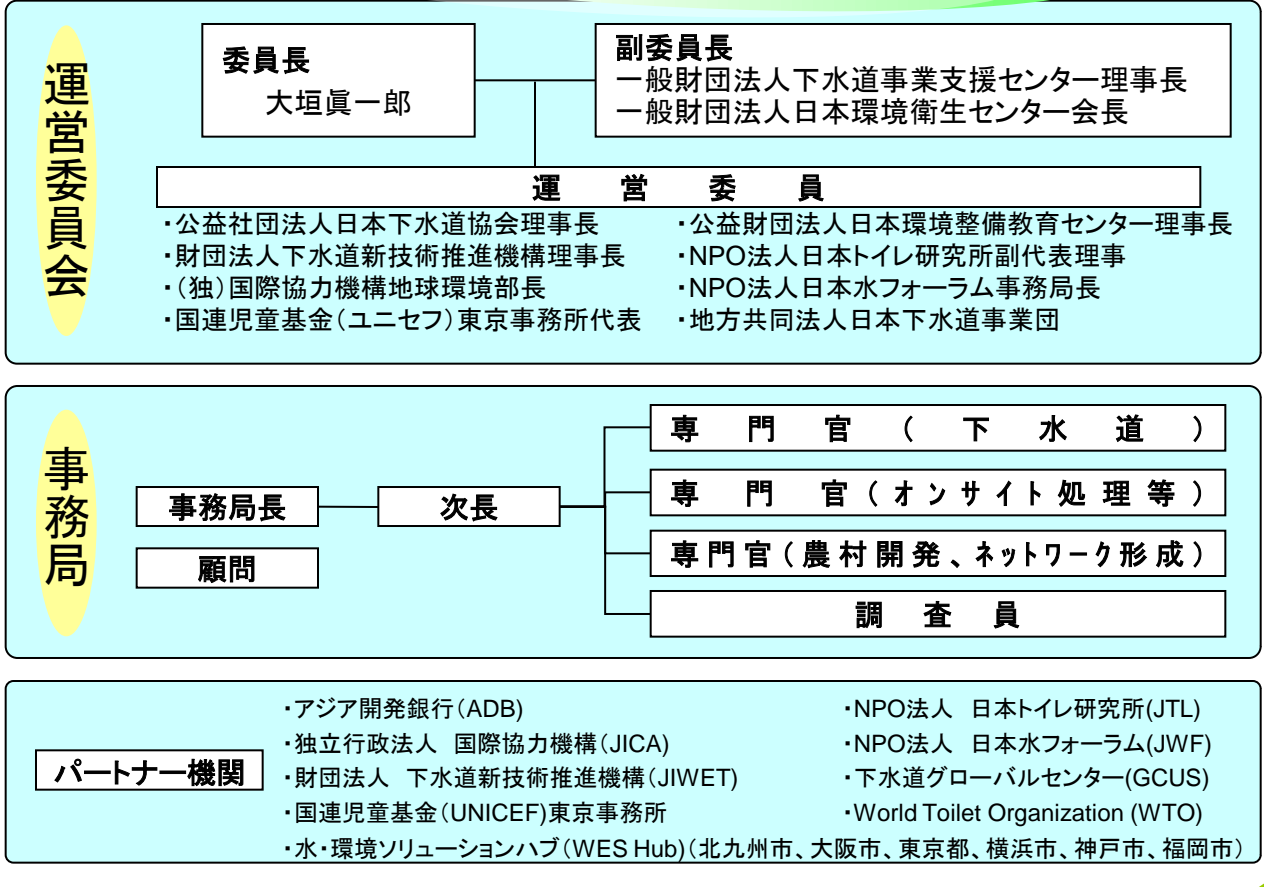 運営委員会
委員長
大垣眞一郎
副委員長
一般財団法人下水道事業支援センター理事長
一般財団法人日本環境衛生センター会長
運営委員
・公益社団法人日本下水道協会理事長
・財団法人下水道新技術推進機構理事長
・（独）国際協力機構地球環境部長
・国連児童基金（ユニセフ）東京事務所代表
・公益財団法人日本環境整備教育センター理事長
・NPO法人日本トイレ研究所副代表理事
・NPO法人日本水フォーラム事務局長
・地方共同法人日本下水道事業団
事務局
事務局長
顧問
次長
専門官（下水道）
専門官（オンサイト処理等）
専門官（農村開発、ネットワーク形成）
調査員
パートナー機関
・アジア開発銀行（ADB)
・独立行政法人　国際協力機構（JICA）
・財団法人　下水道新技術推進機構（JIWET）
・国連児童基金（UNICEF)東京事務所
・NPO法人　日本トイレ研究所(JTL)
・NPO法人　日本水フォーラム(JWF)
・下水道グローバルセンター(GCUS)
・World Toilet Organization (WTO)
・水・環境ソリューションハブ（WES Hub)（北九州市、大阪市、東京都、横浜市、神戸市、福岡市）